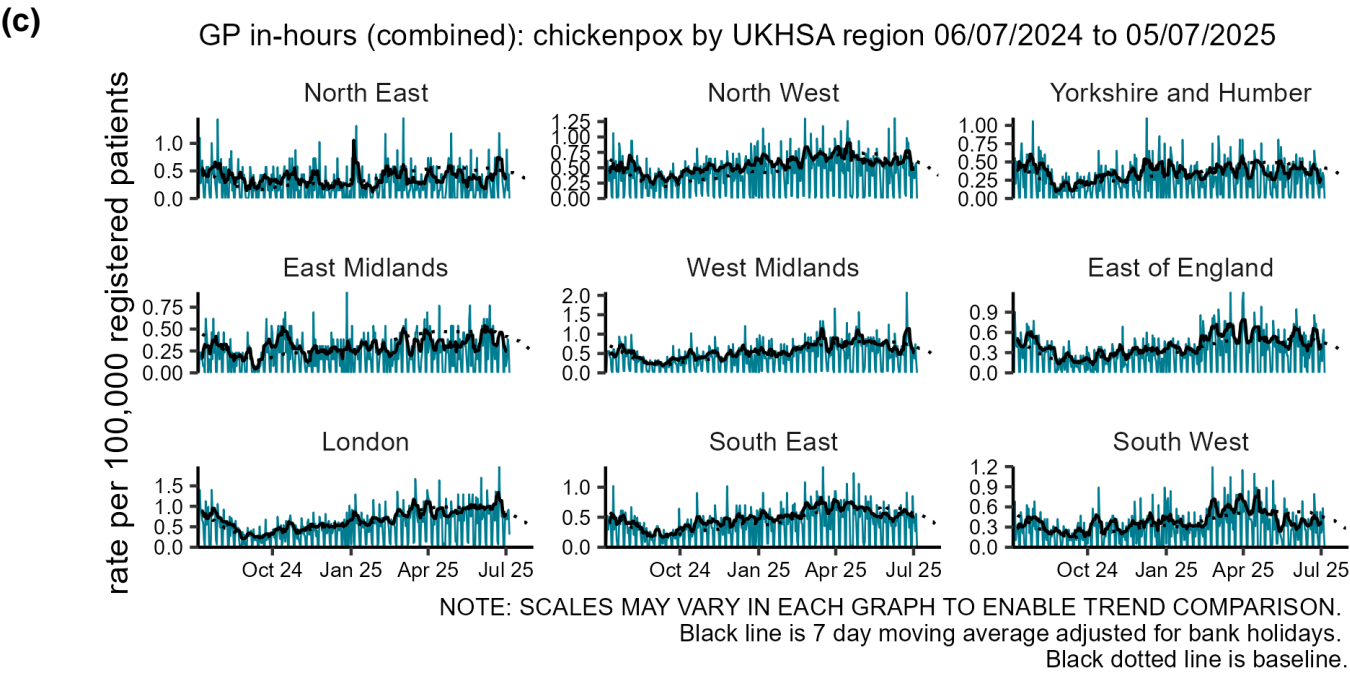 (c)
GP in-hours (combined): chickenpox by UKHSA region 06/07/2024 to 05/07/2025
rate per 100,000 registered patients
North East
1.0
0.5
0.0
North West
1.25
1.00
0.75
0.50
0.25
0.00
Yorkshire and Humber
1.00
0.75
0.50
0.25
0.00
East Midlands
0.75
0.50
0.25
0.00
West Midlands
2.0
1.5
1.0
0.5
0.0
East of England
0.9
0.6
0.3
0.0
London
1.5
1.0
0.5
0.0
Oct 24 Jan 25 Apr 25 Jul 25
South East
1.0
0.5
0.0
Oct 24 Jan 25 Apr 25 Jul 25
South West
1.2
0.9
0.6
0.3
0.0
Oct 24 Jan 25 Apr 25 Jul 25
NOTE: SCALES MAY VARY IN EACH GRAPH TO ENABLE TREND COMPARISON.
Black line is 7 day moving average adjusted for bank holidays.
Black dotted line is baseline.